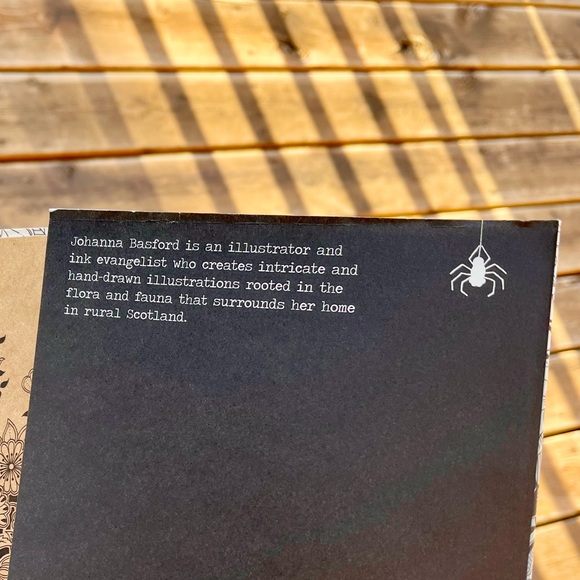 Johanna Basford is an illustrator and
ink evangelist who creates intricate and
hand-drawn illustrations rooted in the
flora and fauna that surrounds her home
in rural Scotland.